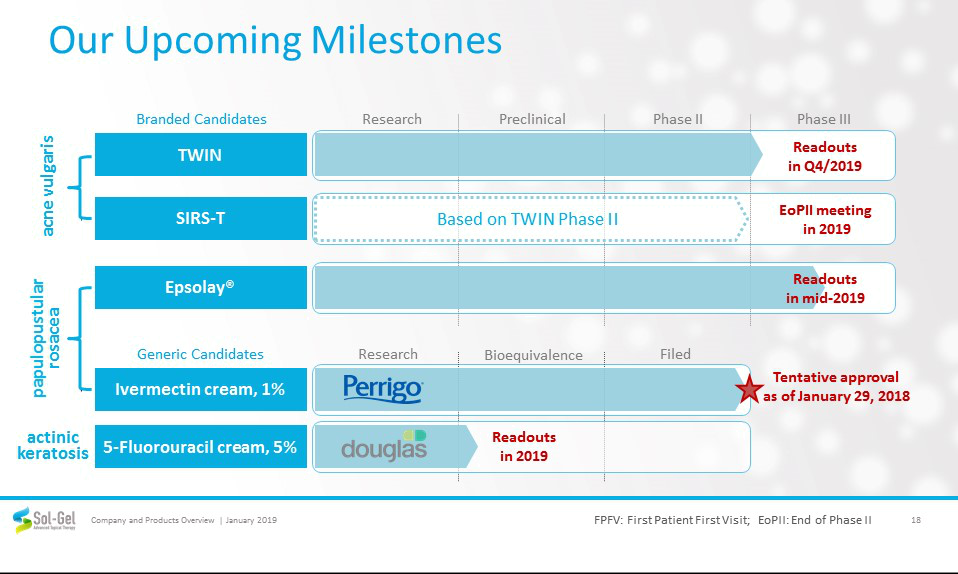 Our Upcoming Milestones
Branded Candidates
Research
Preclinical
Phase II
Phase III
acne vulgaris
TWIN
Readouts
in Q4/2019
SIRS-T
Based on TWIN Phase II
EoPII meeting
in 2019
papulopustular
rosacea
Epsolay®
Readouts
in mid-2019
Generic Candidates
Research
Bioequivalence
Filed
Ivermectin cream, 1%
Perrigo
Tentative approval
as of January 29, 2018
actinic
keratosis
5-Fluorouracil cream, 5%
douglas
Readouts
in 2019
Sol-Gel
Advanced Topical Therapy
Company and Products Overview | January 2019
FPFV: First Patient First Visit; EoPII: End of Phase II
18